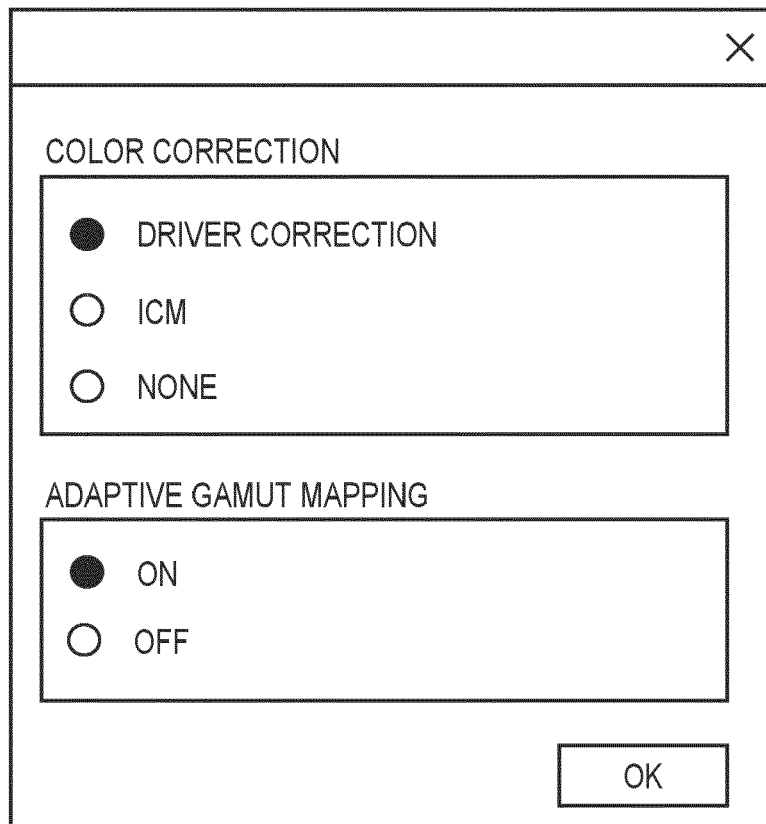 COLOR CORRECTION
DRIVER CORRECTION
ICM
NONE
ADAPTIVE GAMUT MAPPING
ON
OFF
OK